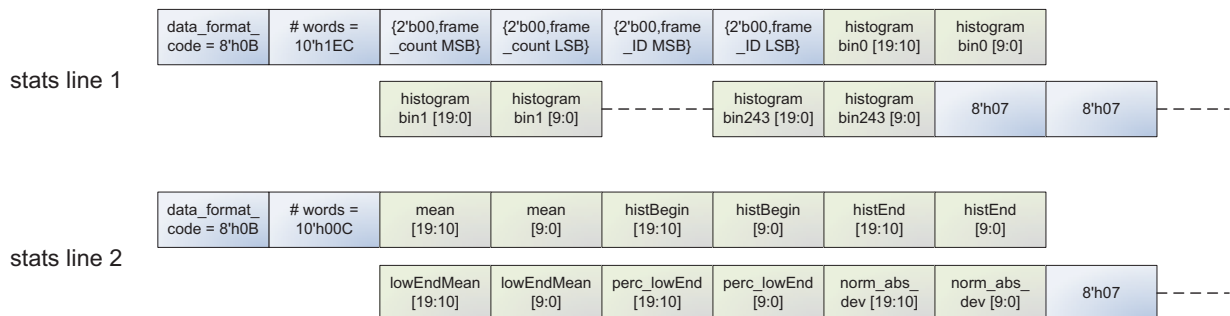 data_format_
code = 8'h0B
# words =
10'h1EC
{2'b00,frame
_count MSB}
{2'b00,frame
_count LSB}
{2'b00,frame
_ID MSB}
{2'b00,frame
_ID LSB}
histogram
bin0 [19:10]
histogram
bin0 [9:0]
stats line 1
histogram
bin1 [19:0]
histogram
bin1 [9:0]
histogram
bin243 [19:0]
histogram
bin243 [9:0]
8'h07
8'h07
data_format_
code = 8'h0B
# words =
10'h00C
mean
[19:10]
mean
[9:0]
histBegin
[19:10]
histBegin
[9:0]
histEnd
[19:10]
histEnd
[9:0]
stats line 2
lowEndMean
[19:10]
lowEndMean
[9:0]
perc_lowEnd
[19:10]
perc_lowEnd
[9:0]
norm_abs_
dev [19:10]
norm_abs_
dev [9:0]
8'h07